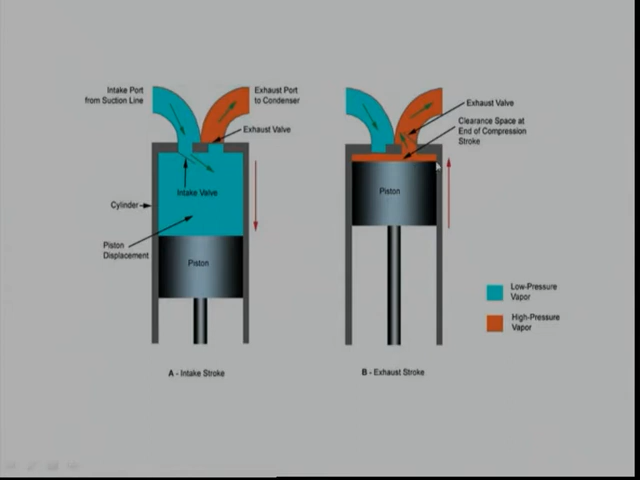 Intake Port
from Suction Line
Exhaust Port
to Condenser
Exhaust Valve
Intake Valve
Cylinder
Piston
Displacement
Piston
A - Intake Stroke
Exhaust Valve
Clearance Space at
End of Compression
Stroke
Piston
B - Exhaust Stroke
Low-Pressure
Vapor
High-Pressure
Vapor